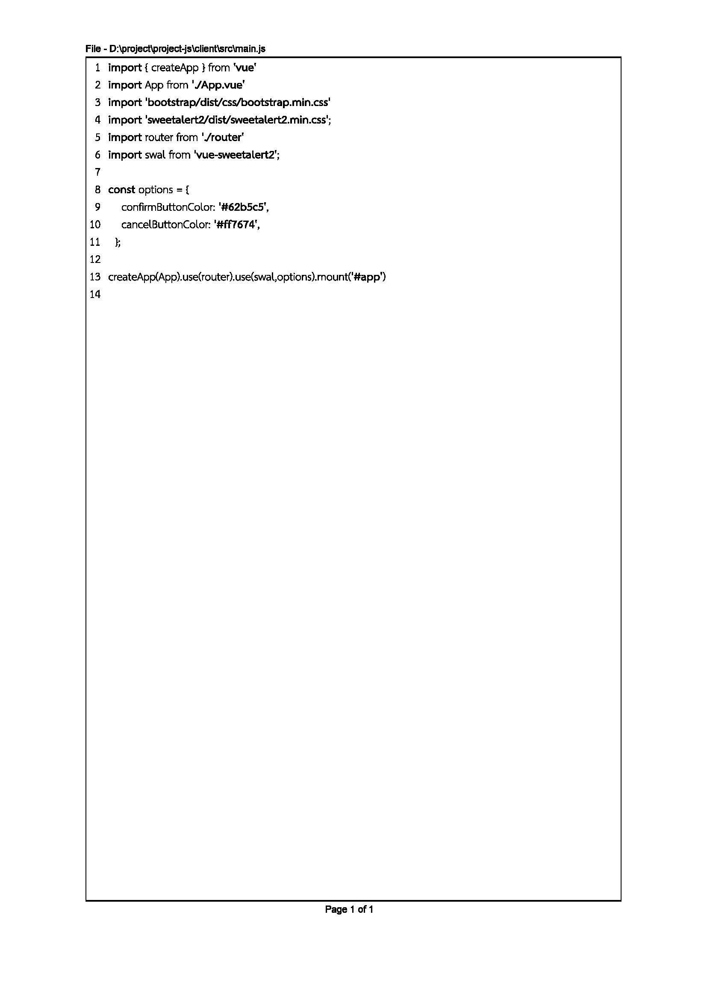 File - D:\project\project-js\client\src\main.js
1 import { createApp } from 'vue'
2 import App from './App.vue'
3 import 'bootstrap/dist/css/bootstrap.min.css'
4 import 'sweetalert2/dist/sweetalert2.min.css';
5 import router from './router'
6 import swal from 'vue-sweetalert2';
7
8 const options = {
9     confirmButtonColor: '#62b5c5',
10     cancelButtonColor: '#ff7674',
11   };
12
13 createApp(App).use(router).use(swal,options).mount('#app')
14
Page 1 of 1